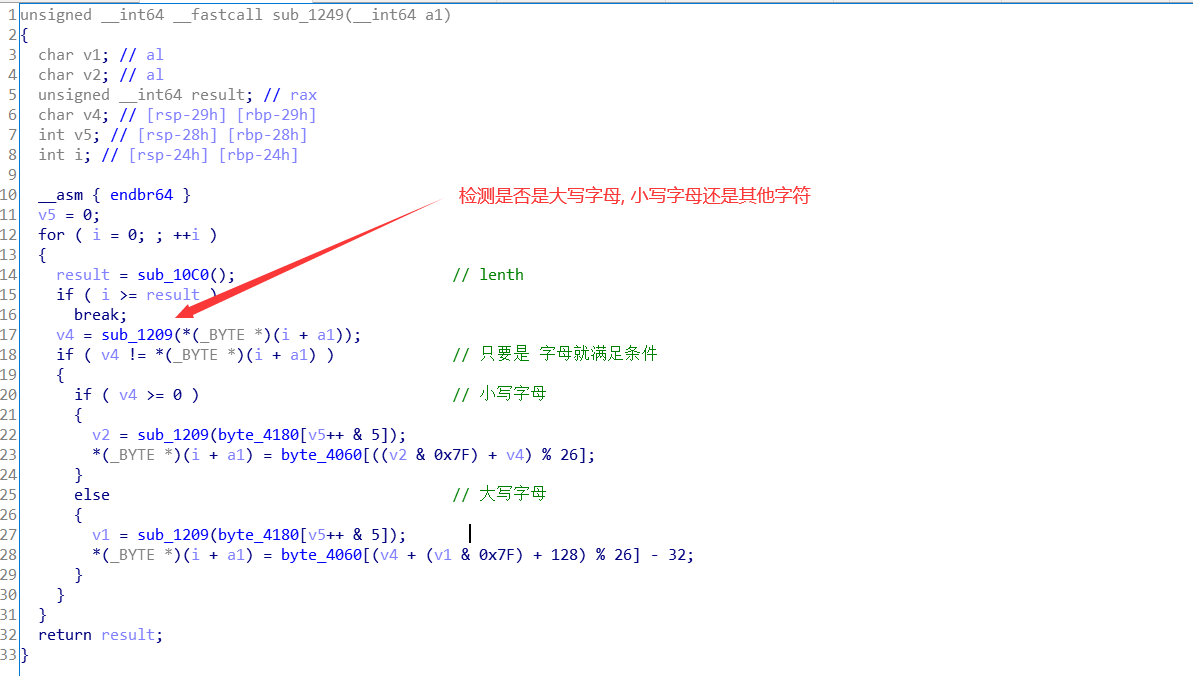 1 unsigned __int64 __fastcall sub_1249(__int64 a1)
2 {
3 char v1; // al
4 char v2; // al
5 unsigned __int64 result; // rax
6 char v4; // [rsp-29h] [rbp-29h]
7 int v5; // [rsp-28h] [rbp-28h]
8 int i; // [rsp-24h] [rbp-24h]
9
10 __asm { endbr64 } 检测是否是大写字母, 小写字母还是其他字符
11 v5 = 0;
12 for ( i = 0; ; ++i )
13 {
14 result = sub_10C0(); // lenth
15 if ( i >= result )
16 break;
17 v4 = sub_1209(*(_BYTE *)(i + a1));
18 if ( v4 != *(_BYTE *)(i + a1) ) // 只要是 字母就满足条件
19 {
20 if ( v4 >= 0 ) // 小写字母
21 {
22 v2 = sub_1209(byte_4180[v5++ & 5]);
23 *(_BYTE *)(i + a1) = byte_4060[((v2 & 0x7F) + v4) % 26];
24 }
25 else // 大写字母
26 {
27 v1 = sub_1209(byte_4180[v5++ & 5]);
28 *(_BYTE *)(i + a1) = byte_4060[(v4 + (v1 & 0x7F) + 128) % 26] - 32;
29 }
30 }
31 }
32 return result;
33 }